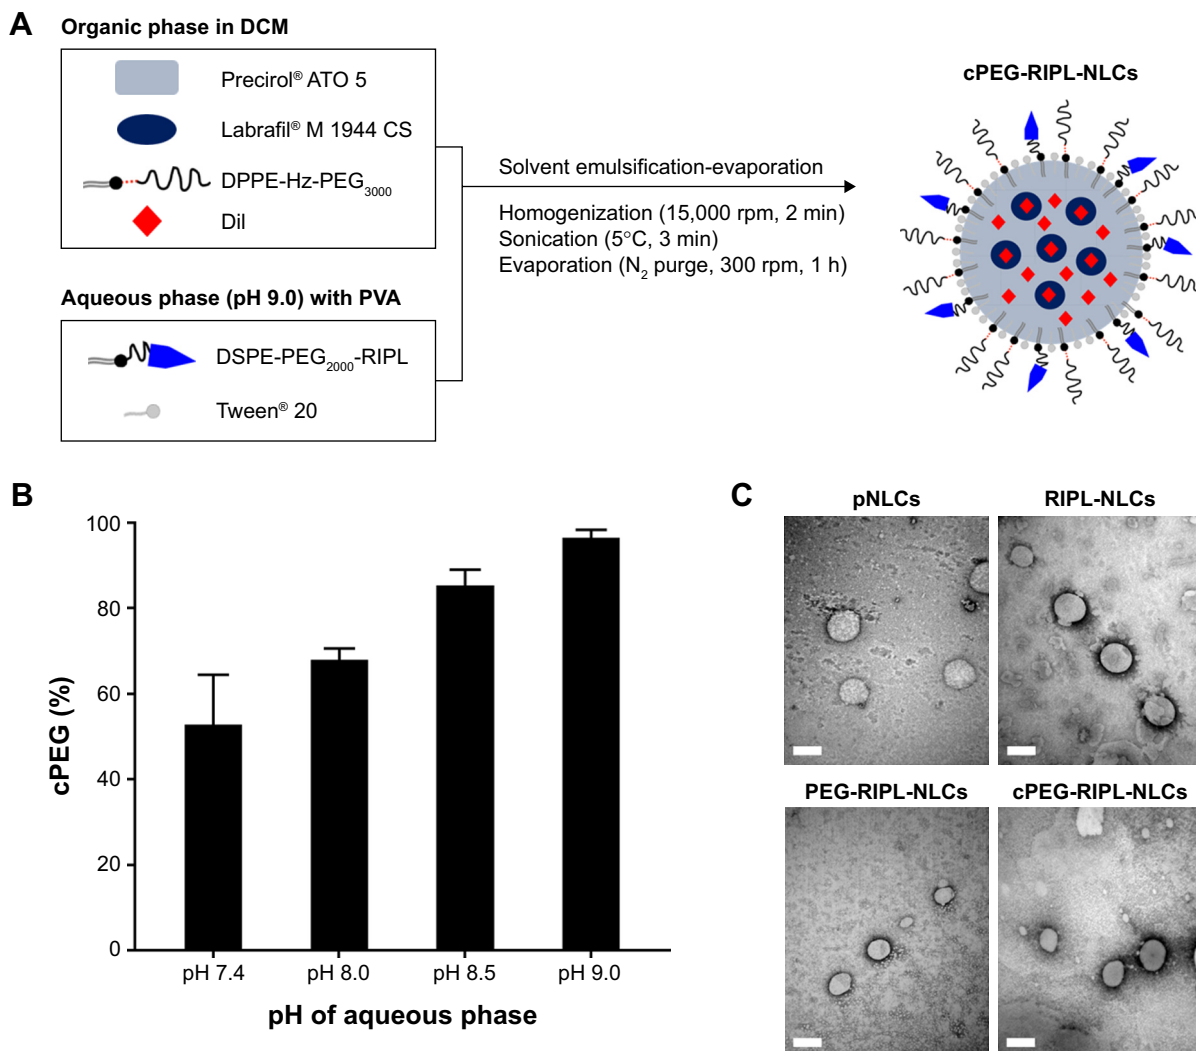 A
Organic phase in DCM
Precirol® ATO 5
Labrafil® M 1944 CS
DPPE-Hz-PEG3000
Dil
Aqueous phase (pH 9.0) with PVA
DSPE-PEG2000-RIPL
Tween® 20
Solvent emulsification-evaporation
Homogenization (15,000 rpm, 2 min)
Sonication (5°C, 3 min)
Evaporation (N2 purge, 300 rpm, 1 h)
cPEG-RIPL-NLCs
B
cPEG (%)
100
80
60
40
20
0
pH 7.4
pH 8.0
pH 8.5
pH 9.0
pH of aqueous phase
C
pNLCs
RIPL-NLCs
PEG-RIPL-NLCs
cPEG-RIPL-NLCs